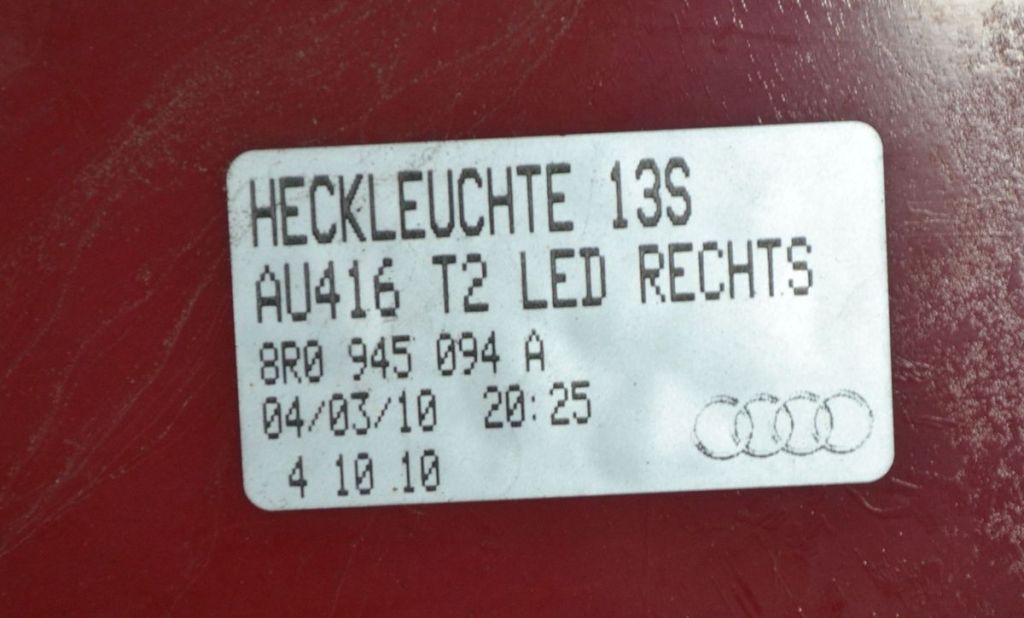 HECKLEUCHTE 13S
AU416 T2 LED RECHTS
8R0 945 094 A
04/03/10 20:25
4 10 10